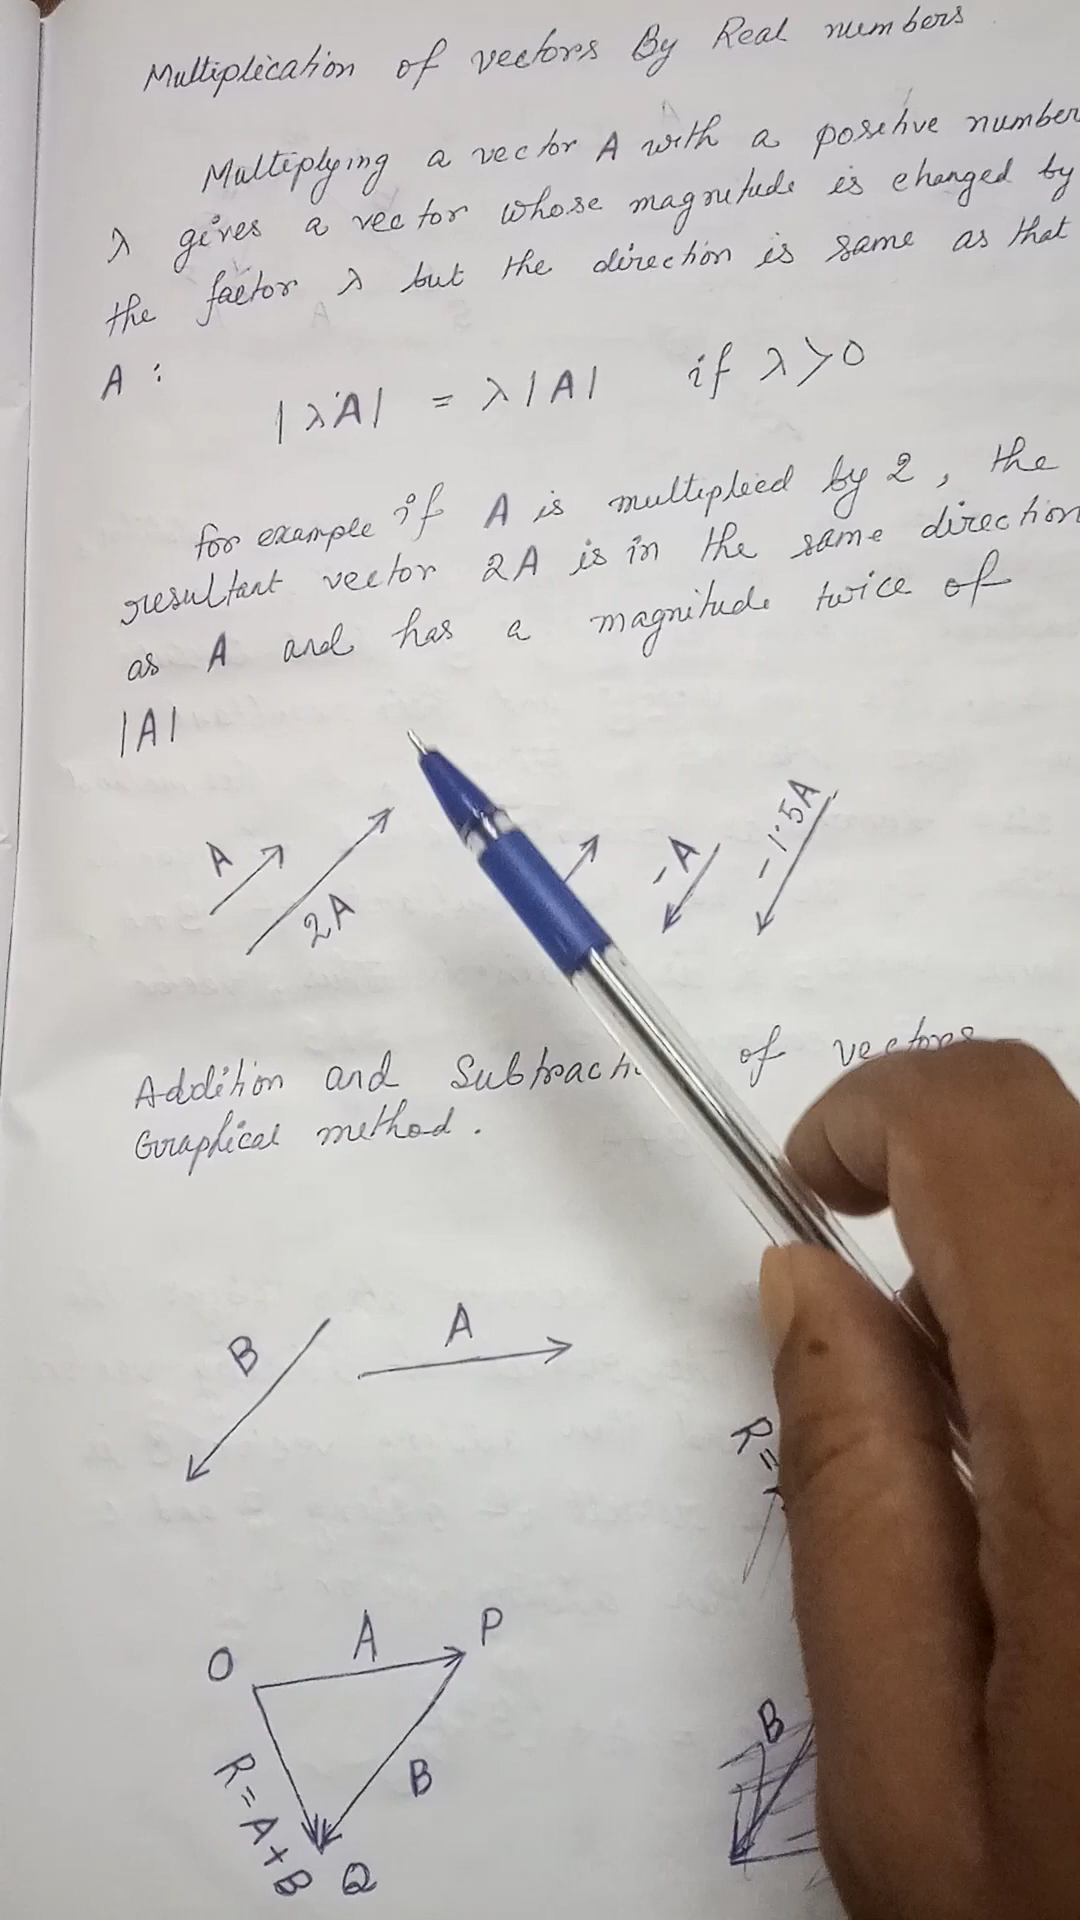 Multiplication of vectors By Real numbers
Multiplying a vector A with a positive number
λ gives a vector whose magnitude is changed by
the factor λ but the direction is same as that
A :
|λA| = λ|A| if λ>0
for example if A is multiplied by 2, the
resultant vector 2A is in the same direction
as A and has a magnitude twice of
|A|
A
2A
-A
-1.5A
Addition and of vectors
Graphical method.
B
A
O
A
P
B
R = A+B
Q
R =
B